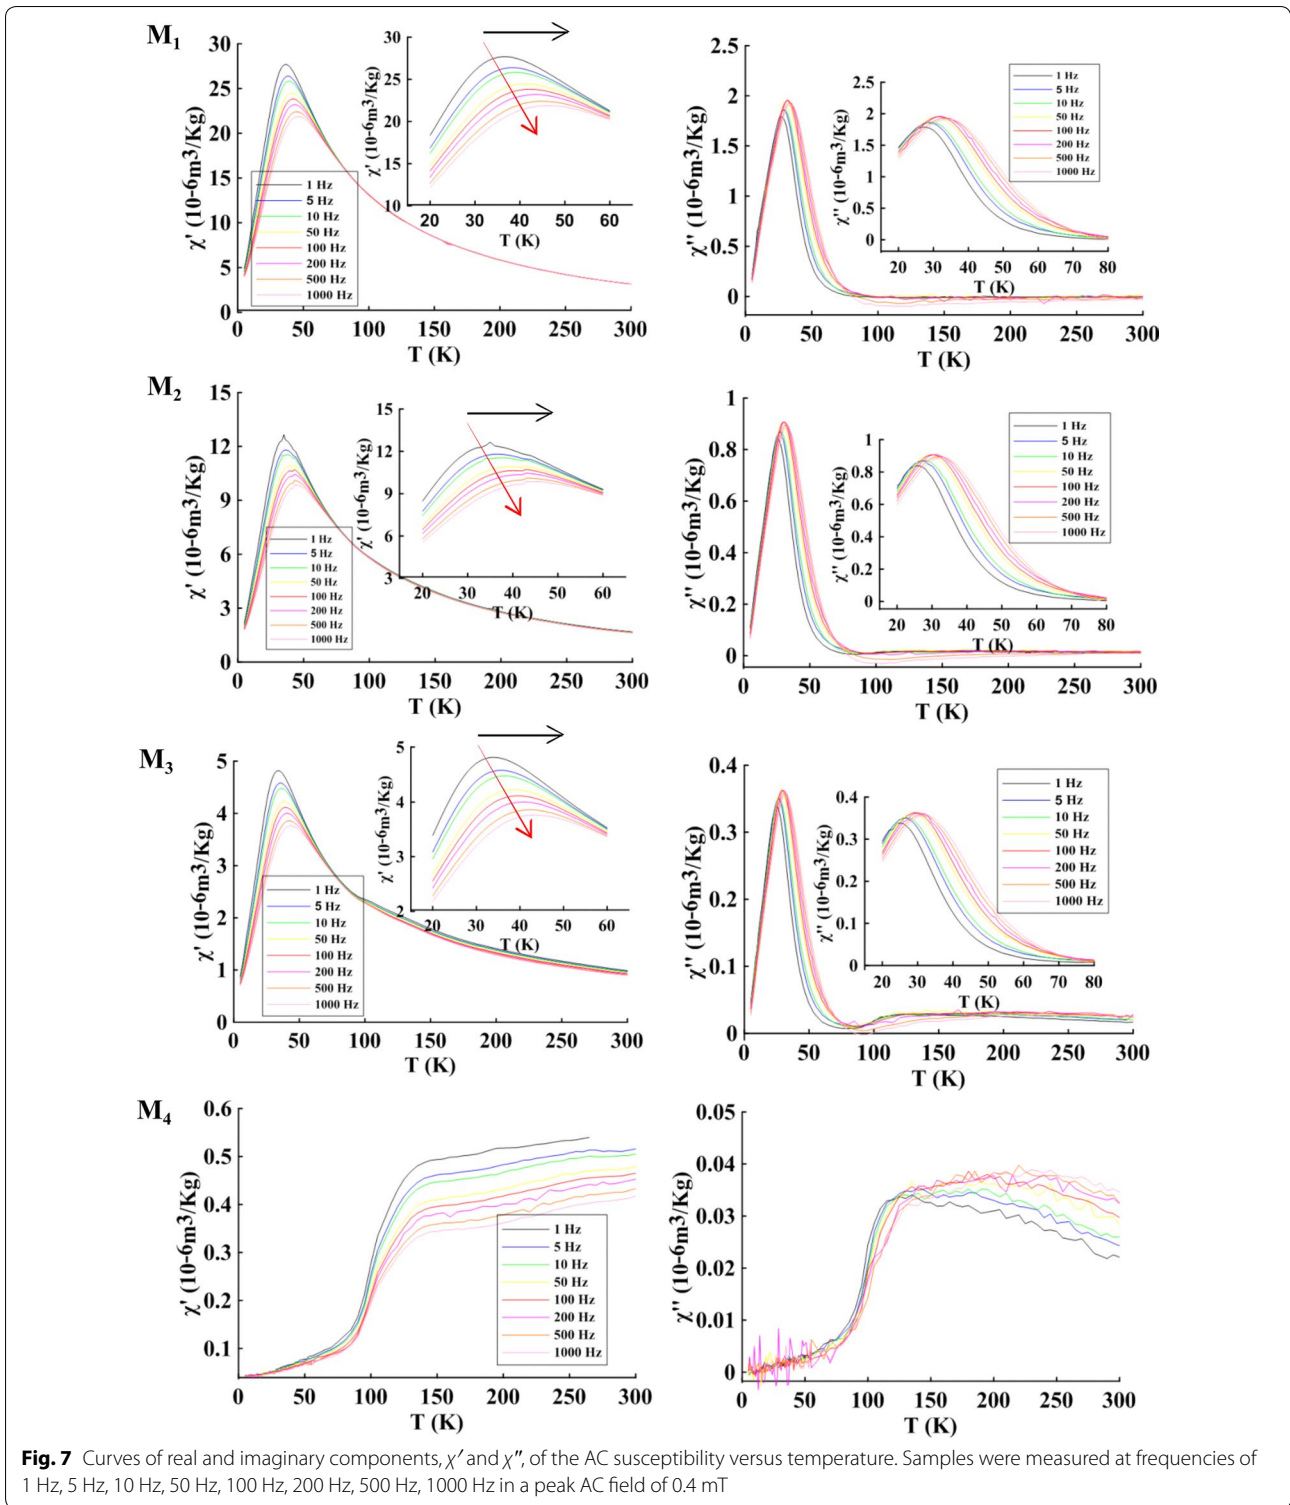 M1
χ' (10-6m3/Kg)
30
25
20
15
10
5
0
0 50 100 150 200 250 300
T (K)
1 Hz
5 Hz
10 Hz
50 Hz
100 Hz
200 Hz
500 Hz
1000 Hz
χ' (10-6m3/Kg)
30
25
20
15
10
20 30 40 50 60
T (K)
χ'' (10-6m3/Kg)
2.5
2
1.5
1
0.5
0
0 50 100 150 200 250 300
T (K)
χ'' (10-6m3/Kg)
2.5
2
1.5
1
0.5
0
20 30 40 50 60 70 80
T (K)
1 Hz
5 Hz
10 Hz
50 Hz
100 Hz
200 Hz
500 Hz
1000 Hz
M2
χ' (10-6m3/Kg)
15
12
9
6
3
0
0 50 100 150 200 250 300
T (K)
1 Hz
5 Hz
10 Hz
50 Hz
100 Hz
200 Hz
500 Hz
1000 Hz
χ' (10-6m3/Kg)
15
12
9
6
3
20 30 40 50 60
T (K)
χ'' (10-6m3/Kg)
1
0.8
0.6
0.4
0.2
0
0 50 100 150 200 250 300
T (K)
χ'' (10-6m3/Kg)
1
0.8
0.6
0.4
0.2
0
20 30 40 50 60 70 80
T (K)
1 Hz
5 Hz
10 Hz
50 Hz
100 Hz
200 Hz
500 Hz
1000 Hz
M3
χ' (10-6m3/Kg)
5
4
3
2
1
0
0 50 100 150 200 250 300
T (K)
1 Hz
5 Hz
10 Hz
50 Hz
100 Hz
200 Hz
500 Hz
1000 Hz
χ' (10-6m3/Kg)
5
4
3
2
20 30 40 50 60
T (K)
χ'' (10-6m3/Kg)
0.4
0.3
0.2
0.1
0
0 50 100 150 200 250 300
T (K)
χ'' (10-6m3/Kg)
0.4
0.3
0.2
0.1
0
20 30 40 50 60 70 80
T (K)
1 Hz
5 Hz
10 Hz
50 Hz
100 Hz
200 Hz
500 Hz
1000 Hz
M4
χ' (10-6m3/Kg)
0.6
0.5
0.4
0.3
0.2
0.1
0 50 100 150 200 250 300
T (K)
1 Hz
5 Hz
10 Hz
50 Hz
100 Hz
200 Hz
500 Hz
1000 Hz
χ'' (10-6m3/Kg)
0.05
0.04
0.03
0.02
0.01
0
0 50 100 150 200 250 300
T (K)
Fig. 7 Curves of real and imaginary components, χ′ and χ″, of the AC susceptibility versus temperature. Samples were measured at frequencies of
1 Hz, 5 Hz, 10 Hz, 50 Hz, 100 Hz, 200 Hz, 500 Hz, 1000 Hz in a peak AC field of 0.4 mT